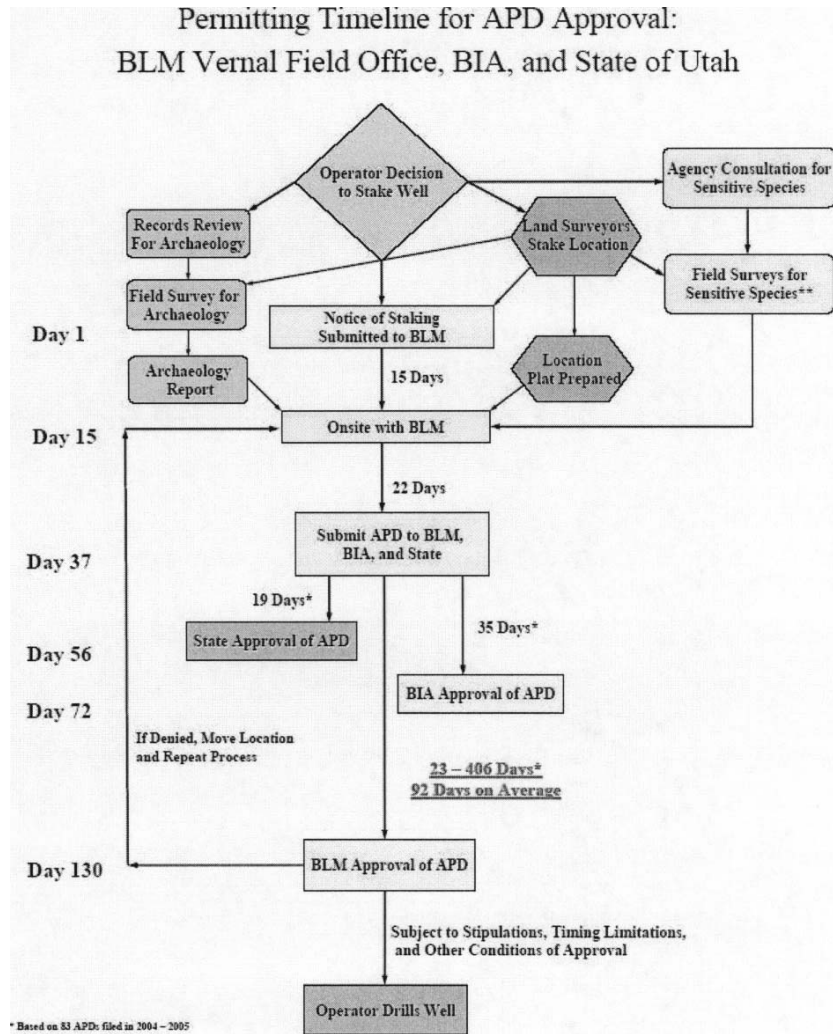 Permitting Timeline for APD Approval:
BLM Vernal Field Office, BIA, and State of Utah
Operator Decision
to Stake Well
Agency Consultation for
Sensitive Species
Records Review
For Archaeology
Land Surveyors
Stake Location
Field Survey for
Archaeology
Field Surveys for
Sensitive Species**
Day 1
Notice of Staking
Submitted to BLM
Archaeology
Report
15 Days
Location
Plat Prepared
Day 15
Onsite with BLM
22 Days
Day 37
Submit APD to BLM,
BIA, and State
19 Days*
35 Days*
State Approval of APD
Day 56
BIA Approval of APD
Day 72
If Denied, Move Location
and Repeat Process
23 – 406 Days*
92 Days on Average
Day 130
BLM Approval of APD
Subject to Stipulations, Timing Limitations,
and Other Conditions of Approval
Operator Drills Well
* Based on 83 APDs filed in 2004 – 2005